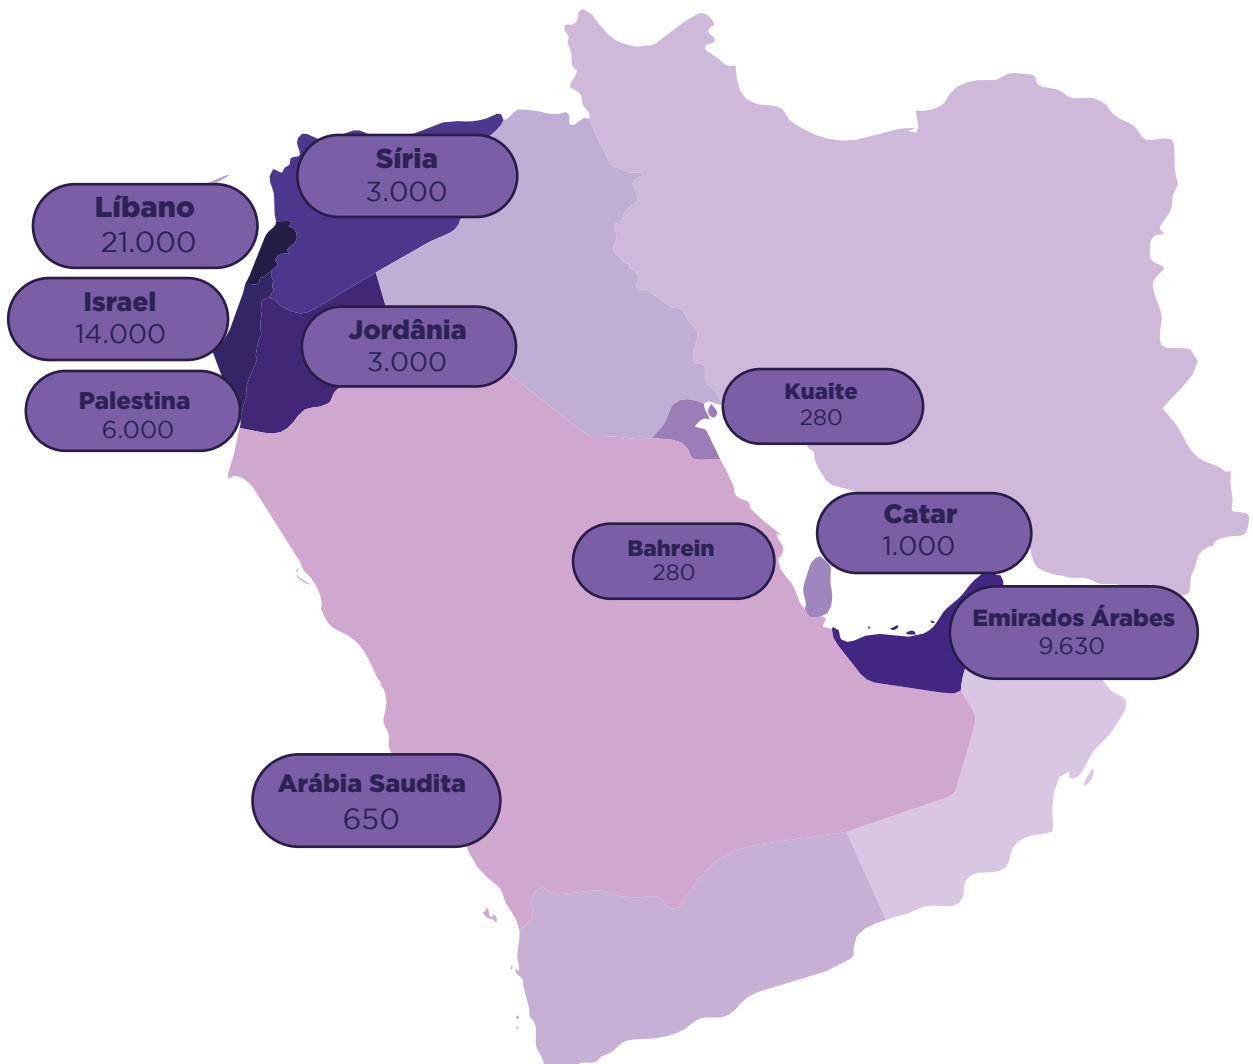 Síria
3.000
Líbano
21.000
Israel
14.000
Jordânia
3.000
Palestina
6.000
Kuaite
280
Catar
1.000
Bahrein
280
Emirados Árabes
9.630
Arábia Saudita
650